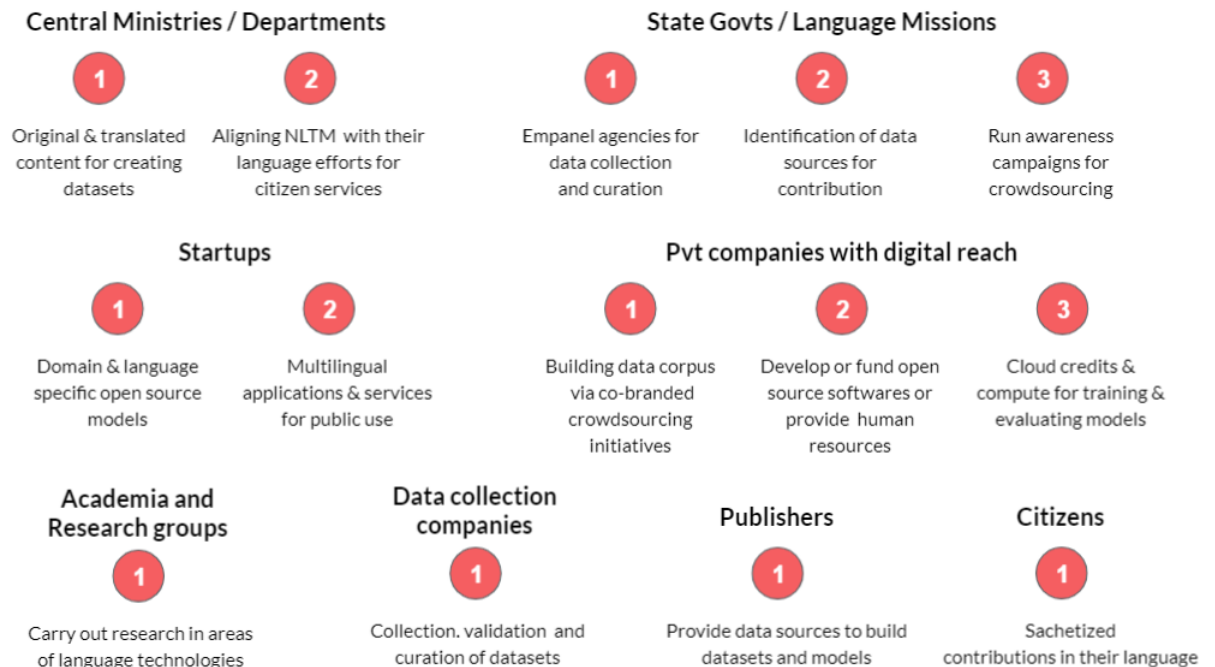 Central Ministries / Departments
1
Original & translated
content for creating
datasets
2
Aligning NLTM with their
language efforts for
citizen services
State Govts / Language Missions
1
Empanel agencies for
data collection
and curation
2
Identification of data
sources for
contribution
3
Run awareness
campaigns for
crowdsourcing
Startups
1
Domain & language
specific open source
models
2
Multilingual
applications & services
for public use
Pvt companies with digital reach
1
Building data corpus
via co-branded
crowdsourcing
initiatives
2
Develop or fund open
source softwares or
provide human
resources
3
Cloud credits &
compute for training &
evaluating models
Academia and
Research groups
1
Carry out research in areas
of language technologies
Data collection
companies
1
Collection. validation and
curation of datasets
Publishers
1
Provide data sources to build
datasets and models
Citizens
1
Sachetized
contributions in their language